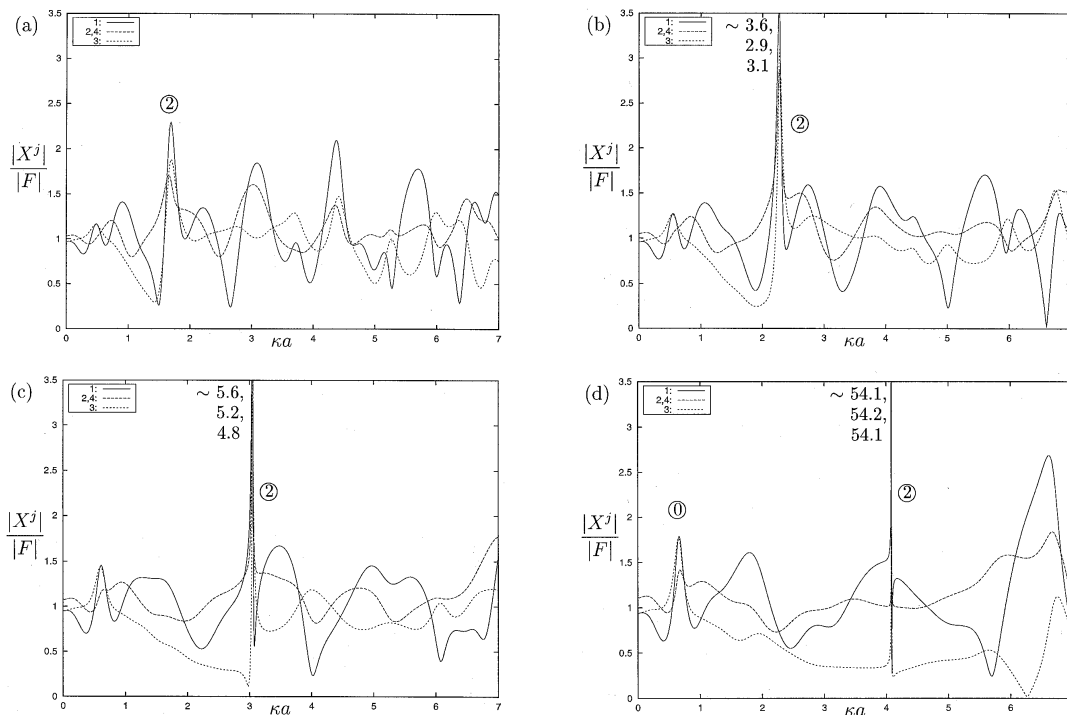 (a)
1:
2,4:
3:
②
|X^j|
|F|
3.5
3
2.5
2
1.5
1
0.5
0
0 1 2 3 4 5 6 7
κa
(b)
1:
2,4:
3:
∼ 3.6,
2.9,
3.1
②
|X^j|
|F|
3.5
3
2.5
2
1.5
1
0.5
0
0 1 2 3 4 5 6
κa
(c)
1:
2,4:
3:
∼ 5.6,
5.2,
4.8
②
|X^j|
|F|
3.5
3
2.5
2
1.5
1
0.5
0
0 1 2 3 4 5 6 7
κa
(d)
1:
2,4:
3:
∼ 54.1,
54.2,
54.1
⓪
②
|X^j|
|F|
3.5
3
2.5
2
1.5
1
0.5
0
0 1 2 3 4 5 6
κa